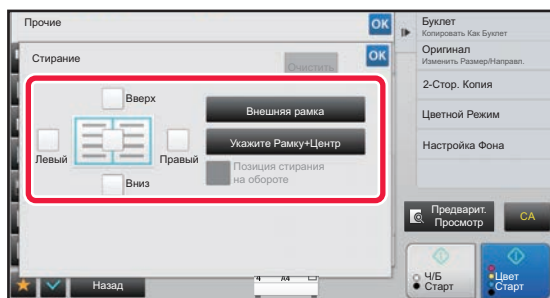 Прочие
OK
Стирание
Очистить
OK
Вверх
Левый
Правый
Вниз
Внешняя рамка
Укажите Рамку+Центр
Позиция стирания
на обороте
Назад
4 A4
Буклет
Копировать Как Буклет
Оригинал
Изменить Размер/Направл.
2-Стор. Копия
Цветной Режим
Настройка Фона
Предварит.
Просмотр
CA
Ч/Б
Старт
Цвет
Старт